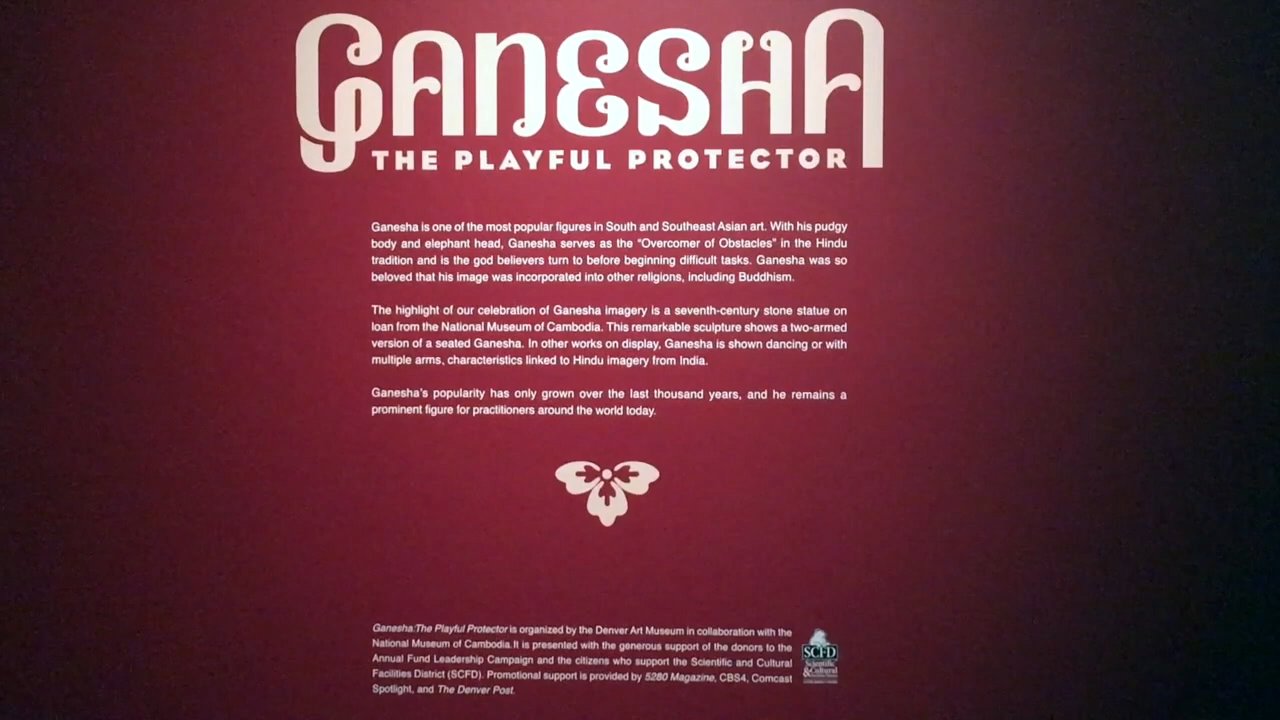 GANESHA
THE PLAYFUL PROTECTOR
Ganesha is one of the most popular figures in South and Southeast Asian art. With his pudgy
body and elephant head, Ganesha serves as the “Overcomer of Obstacles” in the Hindu
tradition and is the god believers turn to before beginning difficult tasks. Ganesha was so
beloved that his image was incorporated into other religions, including Buddhism.
The highlight of our celebration of Ganesha imagery is a seventh-century stone statue on
loan from the National Museum of Cambodia. This remarkable sculpture shows a two-armed
version of a seated Ganesha. In other works on display, Ganesha is shown dancing or with
multiple arms, characteristics linked to Hindu imagery from India.
Ganesha’s popularity has only grown over the last thousand years, and he remains a
prominent figure for practitioners around the world today.
Ganesha:The Playful Protector is organized by the Denver Art Museum in collaboration with the
National Museum of Cambodia.It is presented with the generous support of the donors to the
Annual Fund Leadership Campaign and the citizens who support the Scientific and Cultural
Facilities District (SCFD). Promotional support is provided by 5280 Magazine, CBS4, Comcast
Spotlight, and The Denver Post.
SCFD
Scientific
& Cultural